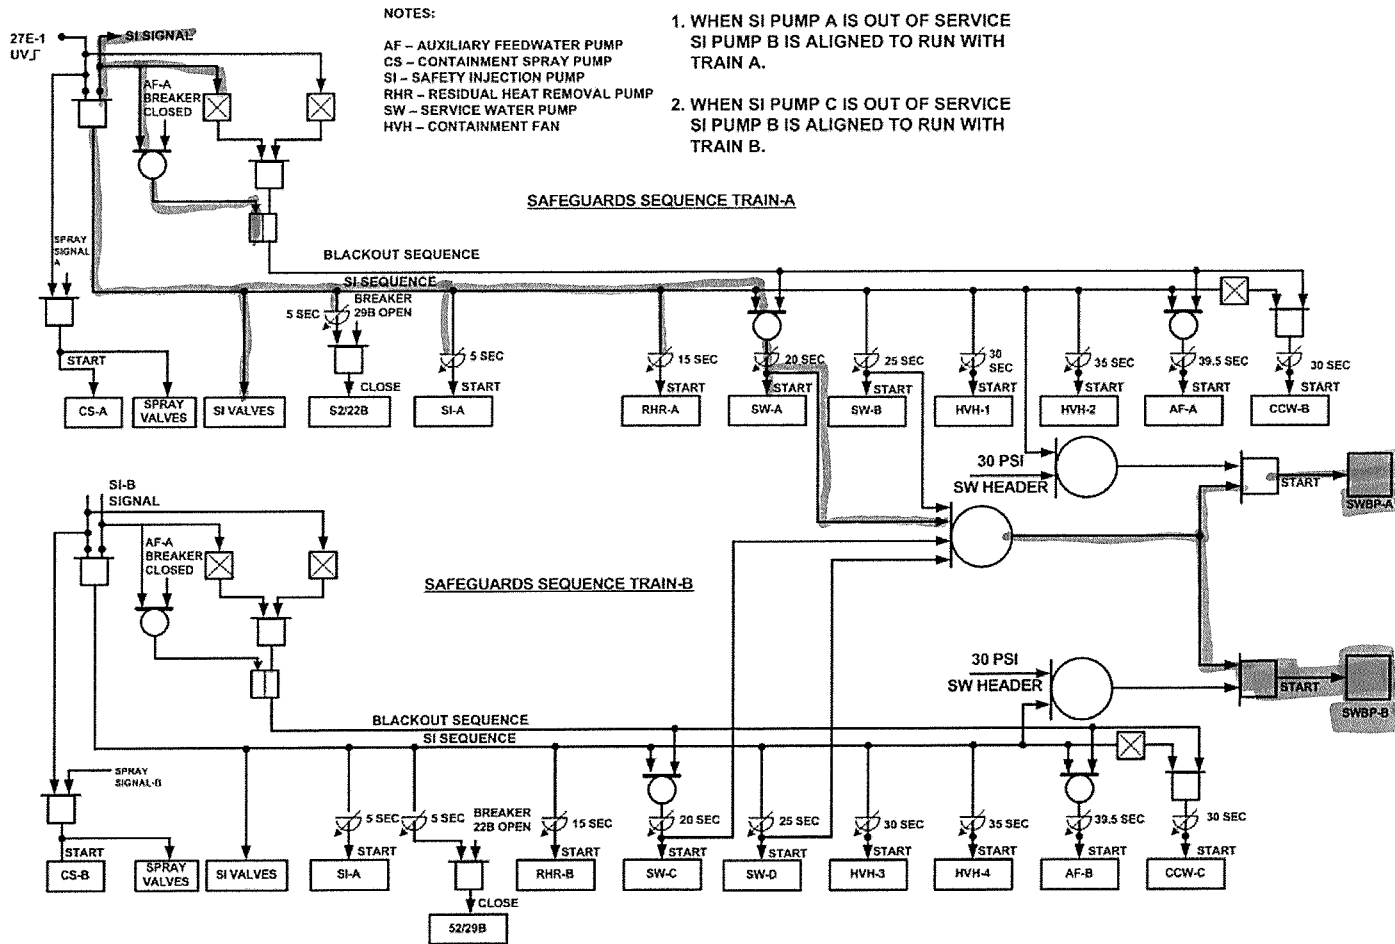 NOTES:
AF – AUXILIARY FEEDWATER PUMP
CS – CONTAINMENT SPRAY PUMP
SI – SAFETY INJECTION PUMP
RHR – RESIDUAL HEAT REMOVAL PUMP
SW – SERVICE WATER PUMP
HVH – CONTAINMENT FAN
1. WHEN SI PUMP A IS OUT OF SERVICE
SI PUMP B IS ALIGNED TO RUN WITH
TRAIN A.
2. WHEN SI PUMP C IS OUT OF SERVICE
SI PUMP B IS ALIGNED TO RUN WITH
TRAIN B.
27E-1
UV
SI SIGNAL
AF-A
BREAKER
CLOSED
SAFEGUARDS SEQUENCE TRAIN-A
SPRAY
SIGNAL
A
BLACKOUT SEQUENCE
SI SEQUENCE
5 SEC
BREAKER
29B OPEN
5 SEC
15 SEC
20 SEC
25 SEC
30
SEC
35 SEC
39.5 SEC
30 SEC
START
CLOSE
START
START
START
START
START
START
START
START
CS-A
SPRAY
VALVES
SI VALVES
52/22B
SI-A
RHR-A
SW-A
SW-B
HVH-1
HVH-2
AF-A
CCW-B
30 PSI
SW HEADER
START
SWBP-A
SI-B
SIGNAL
AF-A
BREAKER
CLOSED
SAFEGUARDS SEQUENCE TRAIN-B
30 PSI
SW HEADER
START
SWBP-B
BLACKOUT SEQUENCE
SI SEQUENCE
SPRAY
SIGNAL-B
5 SEC
5 SEC
BREAKER
22B OPEN
15 SEC
20 SEC
25 SEC
30 SEC
35 SEC
39.5 SEC
30 SEC
START
START
START
START
START
START
START
START
START
CS-B
SPRAY
VALVES
SI VALVES
SI-A
RHR-B
SW-C
SW-D
HVH-3
HVH-4
AF-B
CCW-C
CLOSE
52/29B